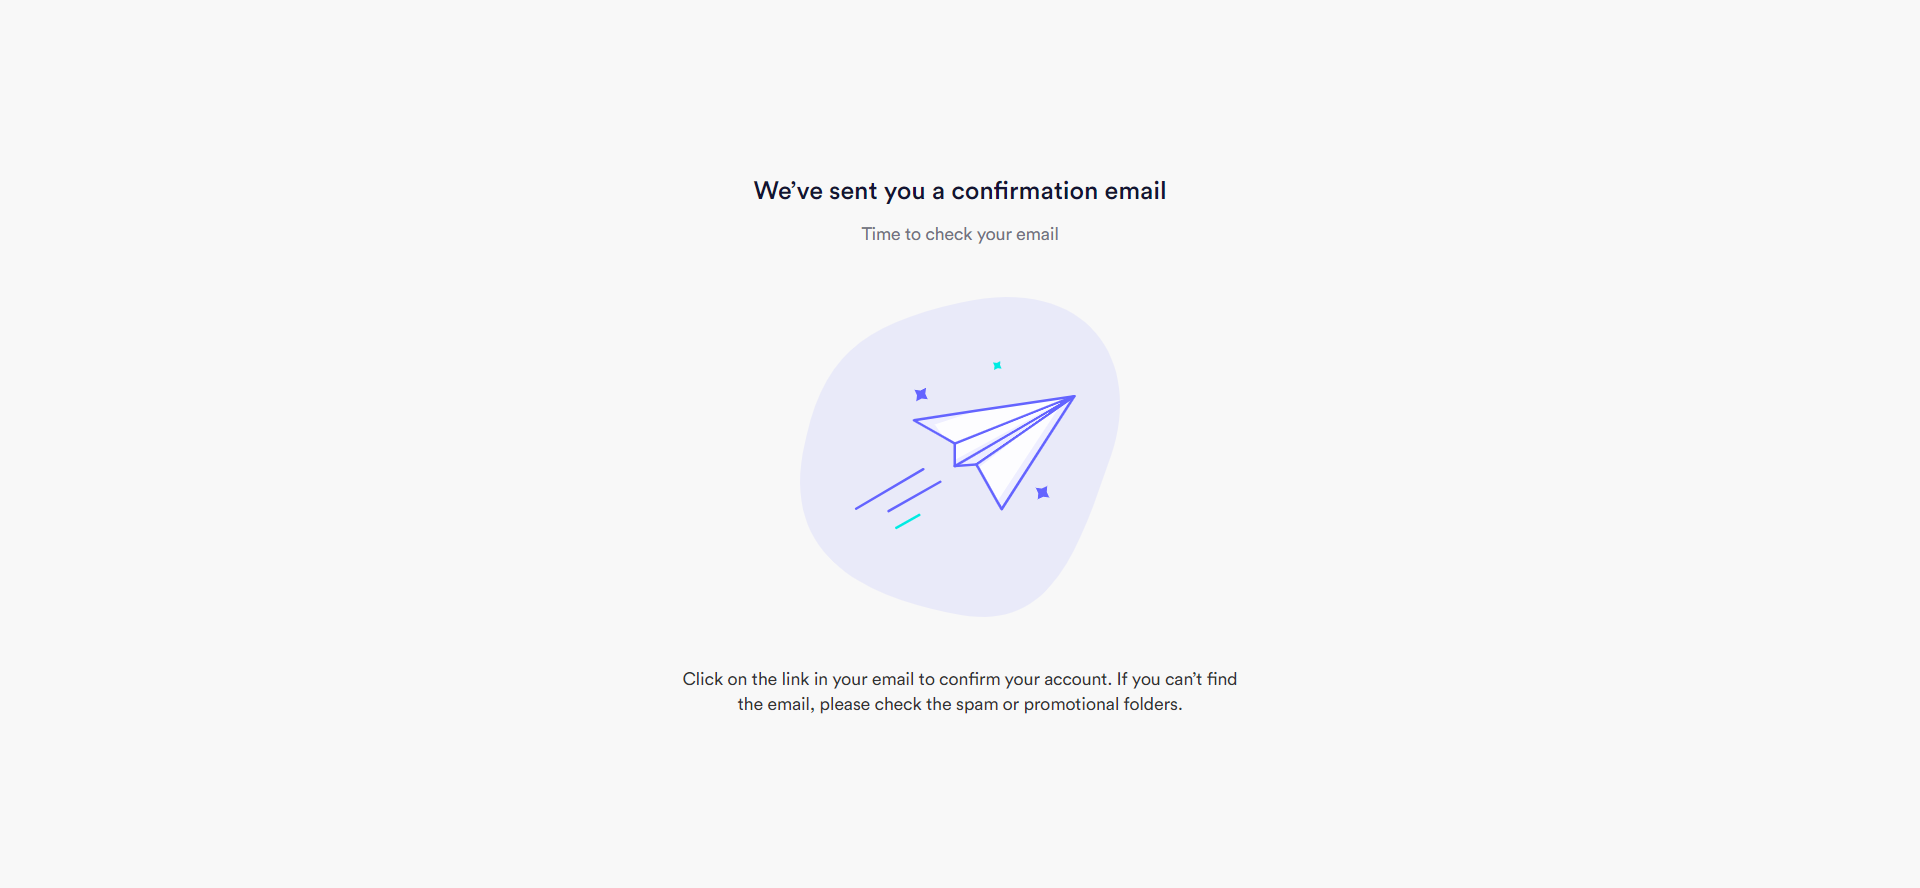 We’ve sent you a confirmation email
Time to check your email
Click on the link in your email to confirm your account. If you can’t find
the email, please check the spam or promotional folders.